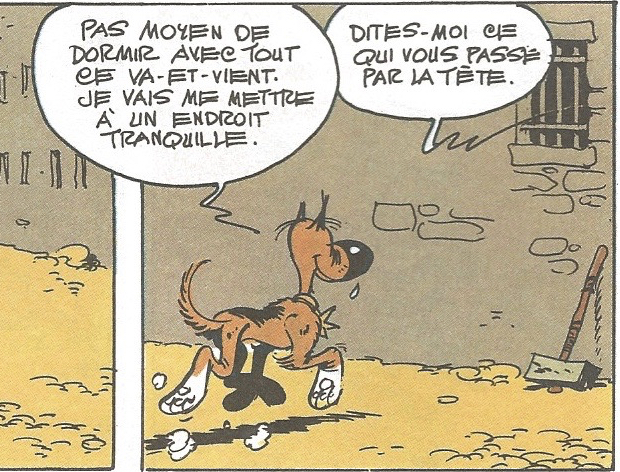 PAS MOYEN DE
DORMIR AVEC TOUT
CE VA-ET-VIENT.
JE VAIS ME METTRE
À UN ENDROIT
TRANQUILLE.
DITES-MOI CE
QUI VOUS PASSE
PAR LA TÊTE.